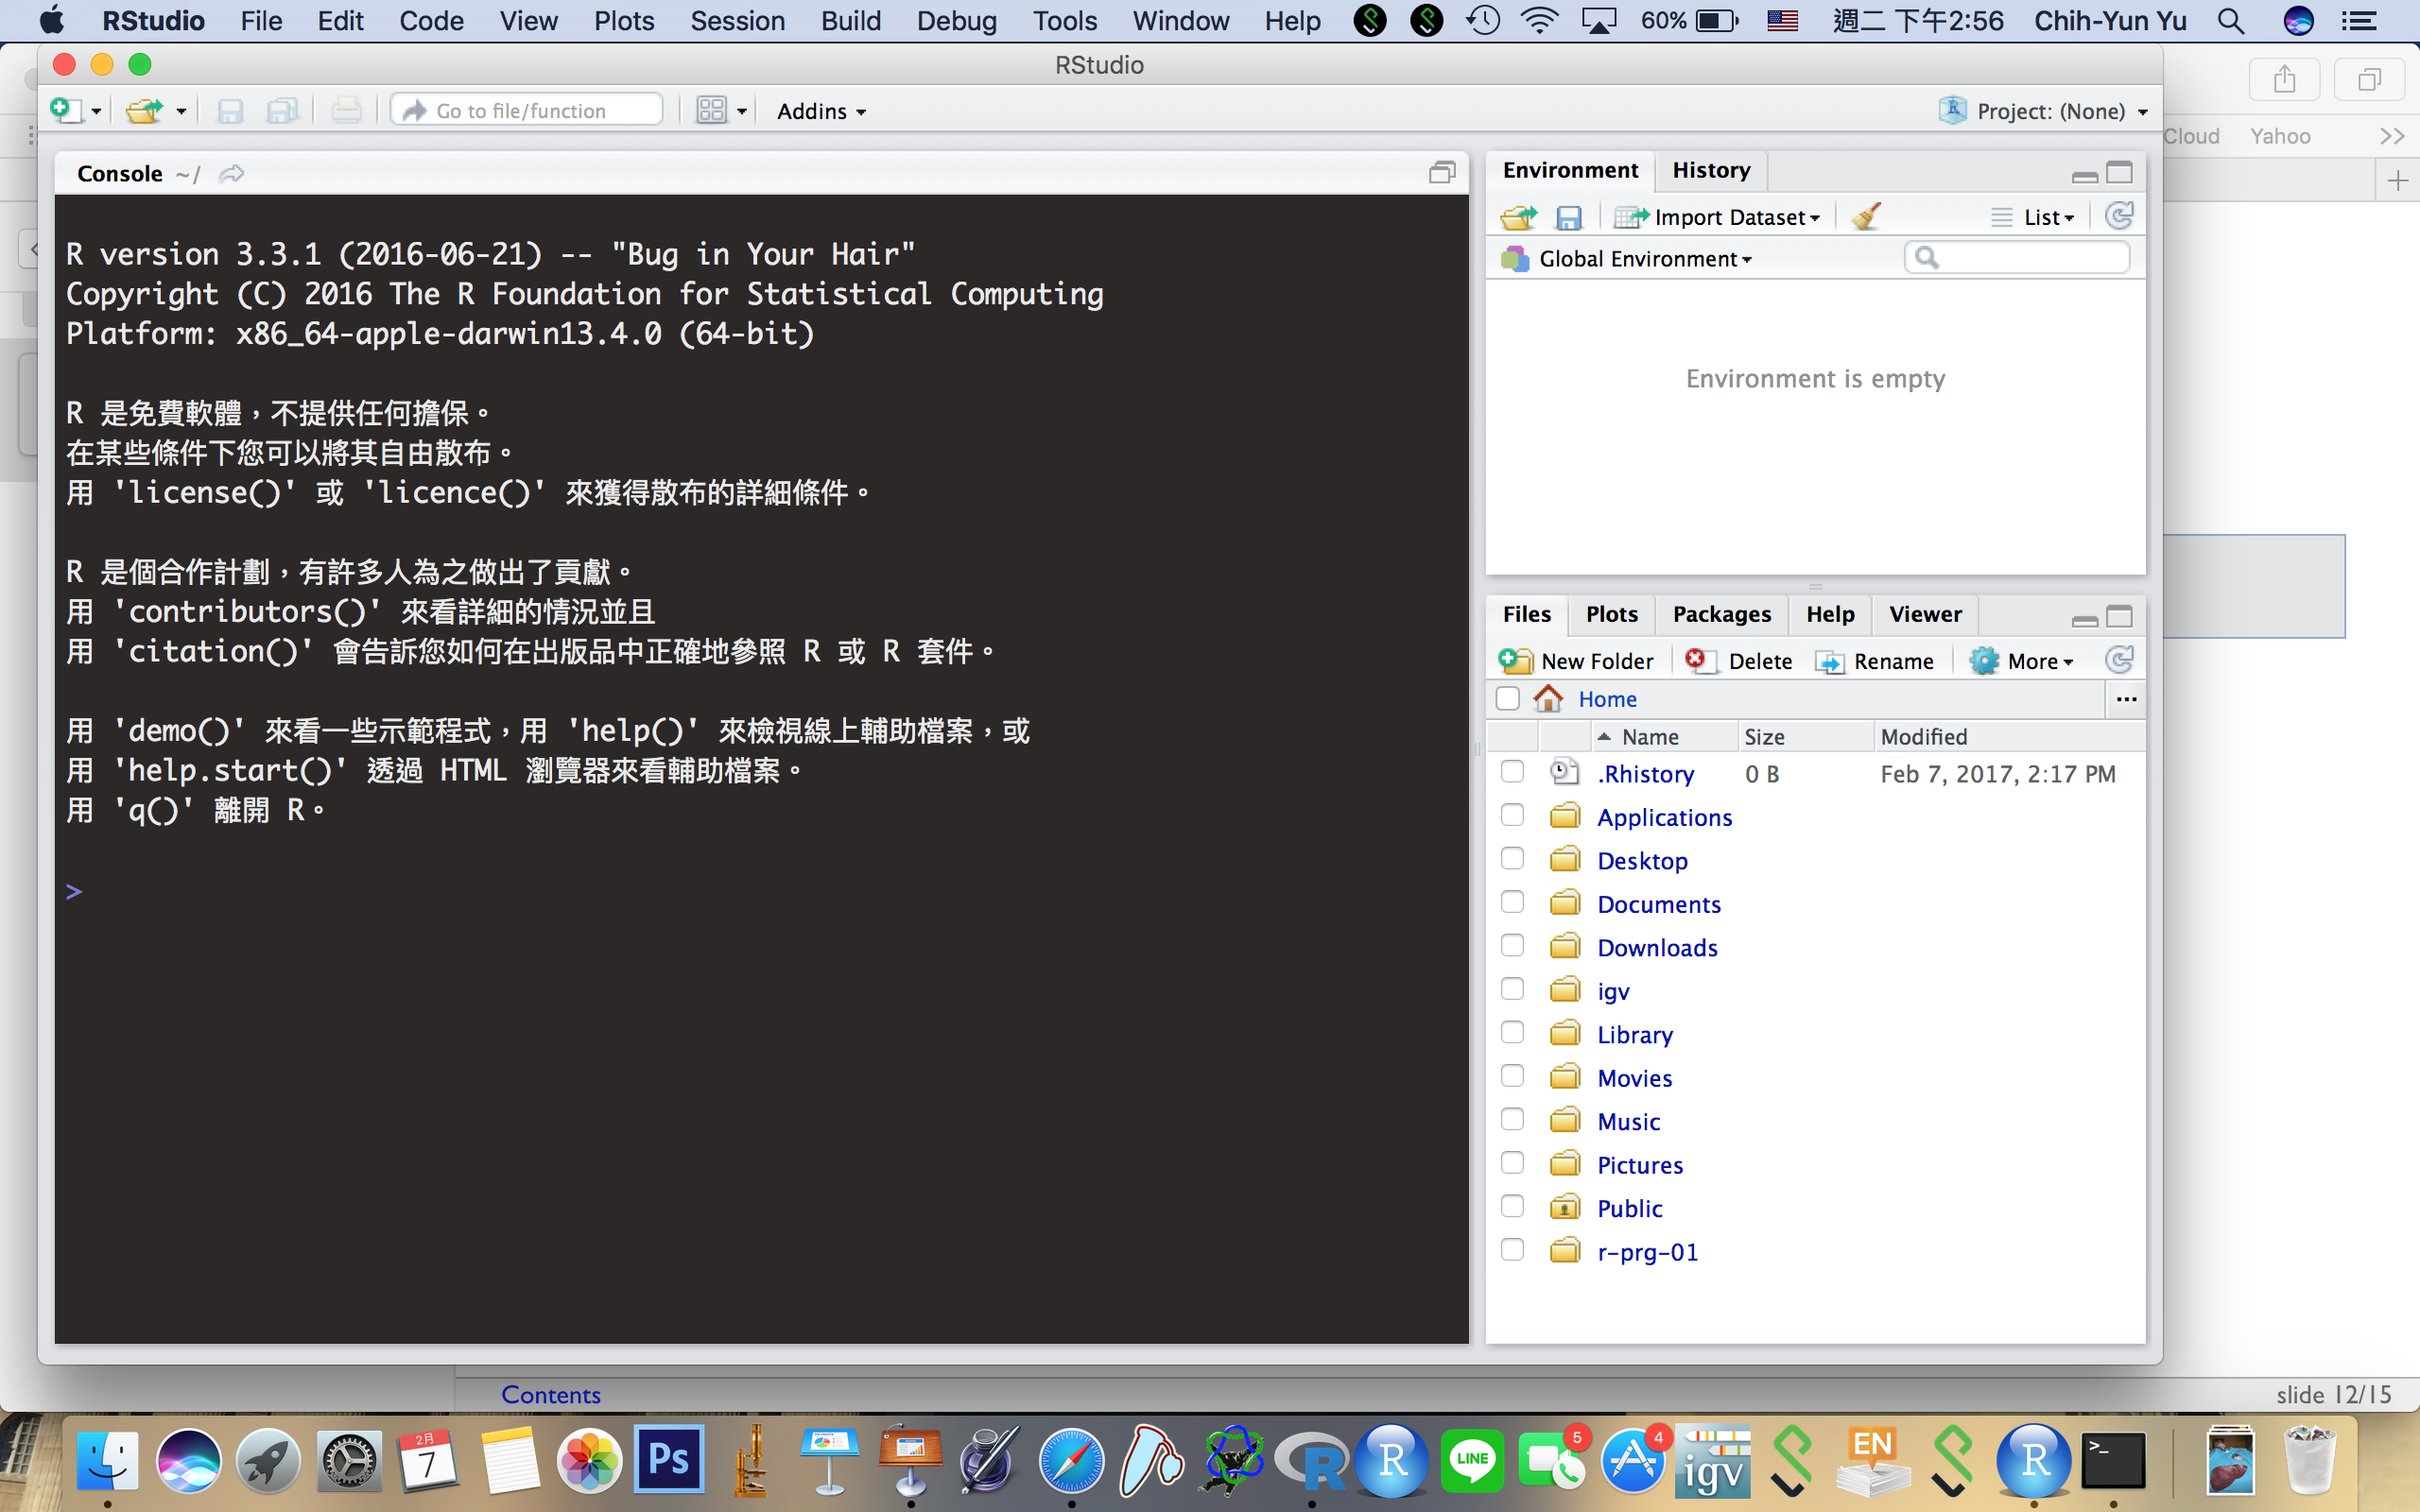 RStudio File Edit Code View Plots Session Build Debug Tools Window Help 60% 週二 下午2:56 Chih-Yun Yu
RStudio
Go to file/function Addins Project: (None)
Cloud Yahoo
Console ~/
R version 3.3.1 (2016-06-21) -- "Bug in Your Hair"
Copyright (C) 2016 The R Foundation for Statistical Computing
Platform: x86_64-apple-darwin13.4.0 (64-bit)
R 是免費軟體，不提供任何擔保。
在某些條件下您可以將其自由散布。
用 'license()' 或 'licence()' 來獲得散布的詳細條件。
R 是個合作計劃，有許多人為之做出了貢獻。
用 'contributors()' 來看詳細的情況並且
用 'citation()' 會告訴您如何在出版品中正確地參照 R 或 R 套件。
用 'demo()' 來看一些示範程式，用 'help()' 來檢視線上輔助檔案，或
用 'help.start()' 透過 HTML 瀏覽器來看輔助檔案。
用 'q()' 離開 R。
>
Environment History
Import Dataset List
Global Environment
Environment is empty
Files Plots Packages Help Viewer
New Folder Delete Rename More
Home ...
Name Size Modified
.Rhistory 0 B Feb 7, 2017, 2:17 PM
Applications
Desktop
Documents
Downloads
igv
Library
Movies
Music
Pictures
Public
r-prg-01
Contents slide 12/15
2月 7 Ps R R LINE 5 4 igv EN R >_